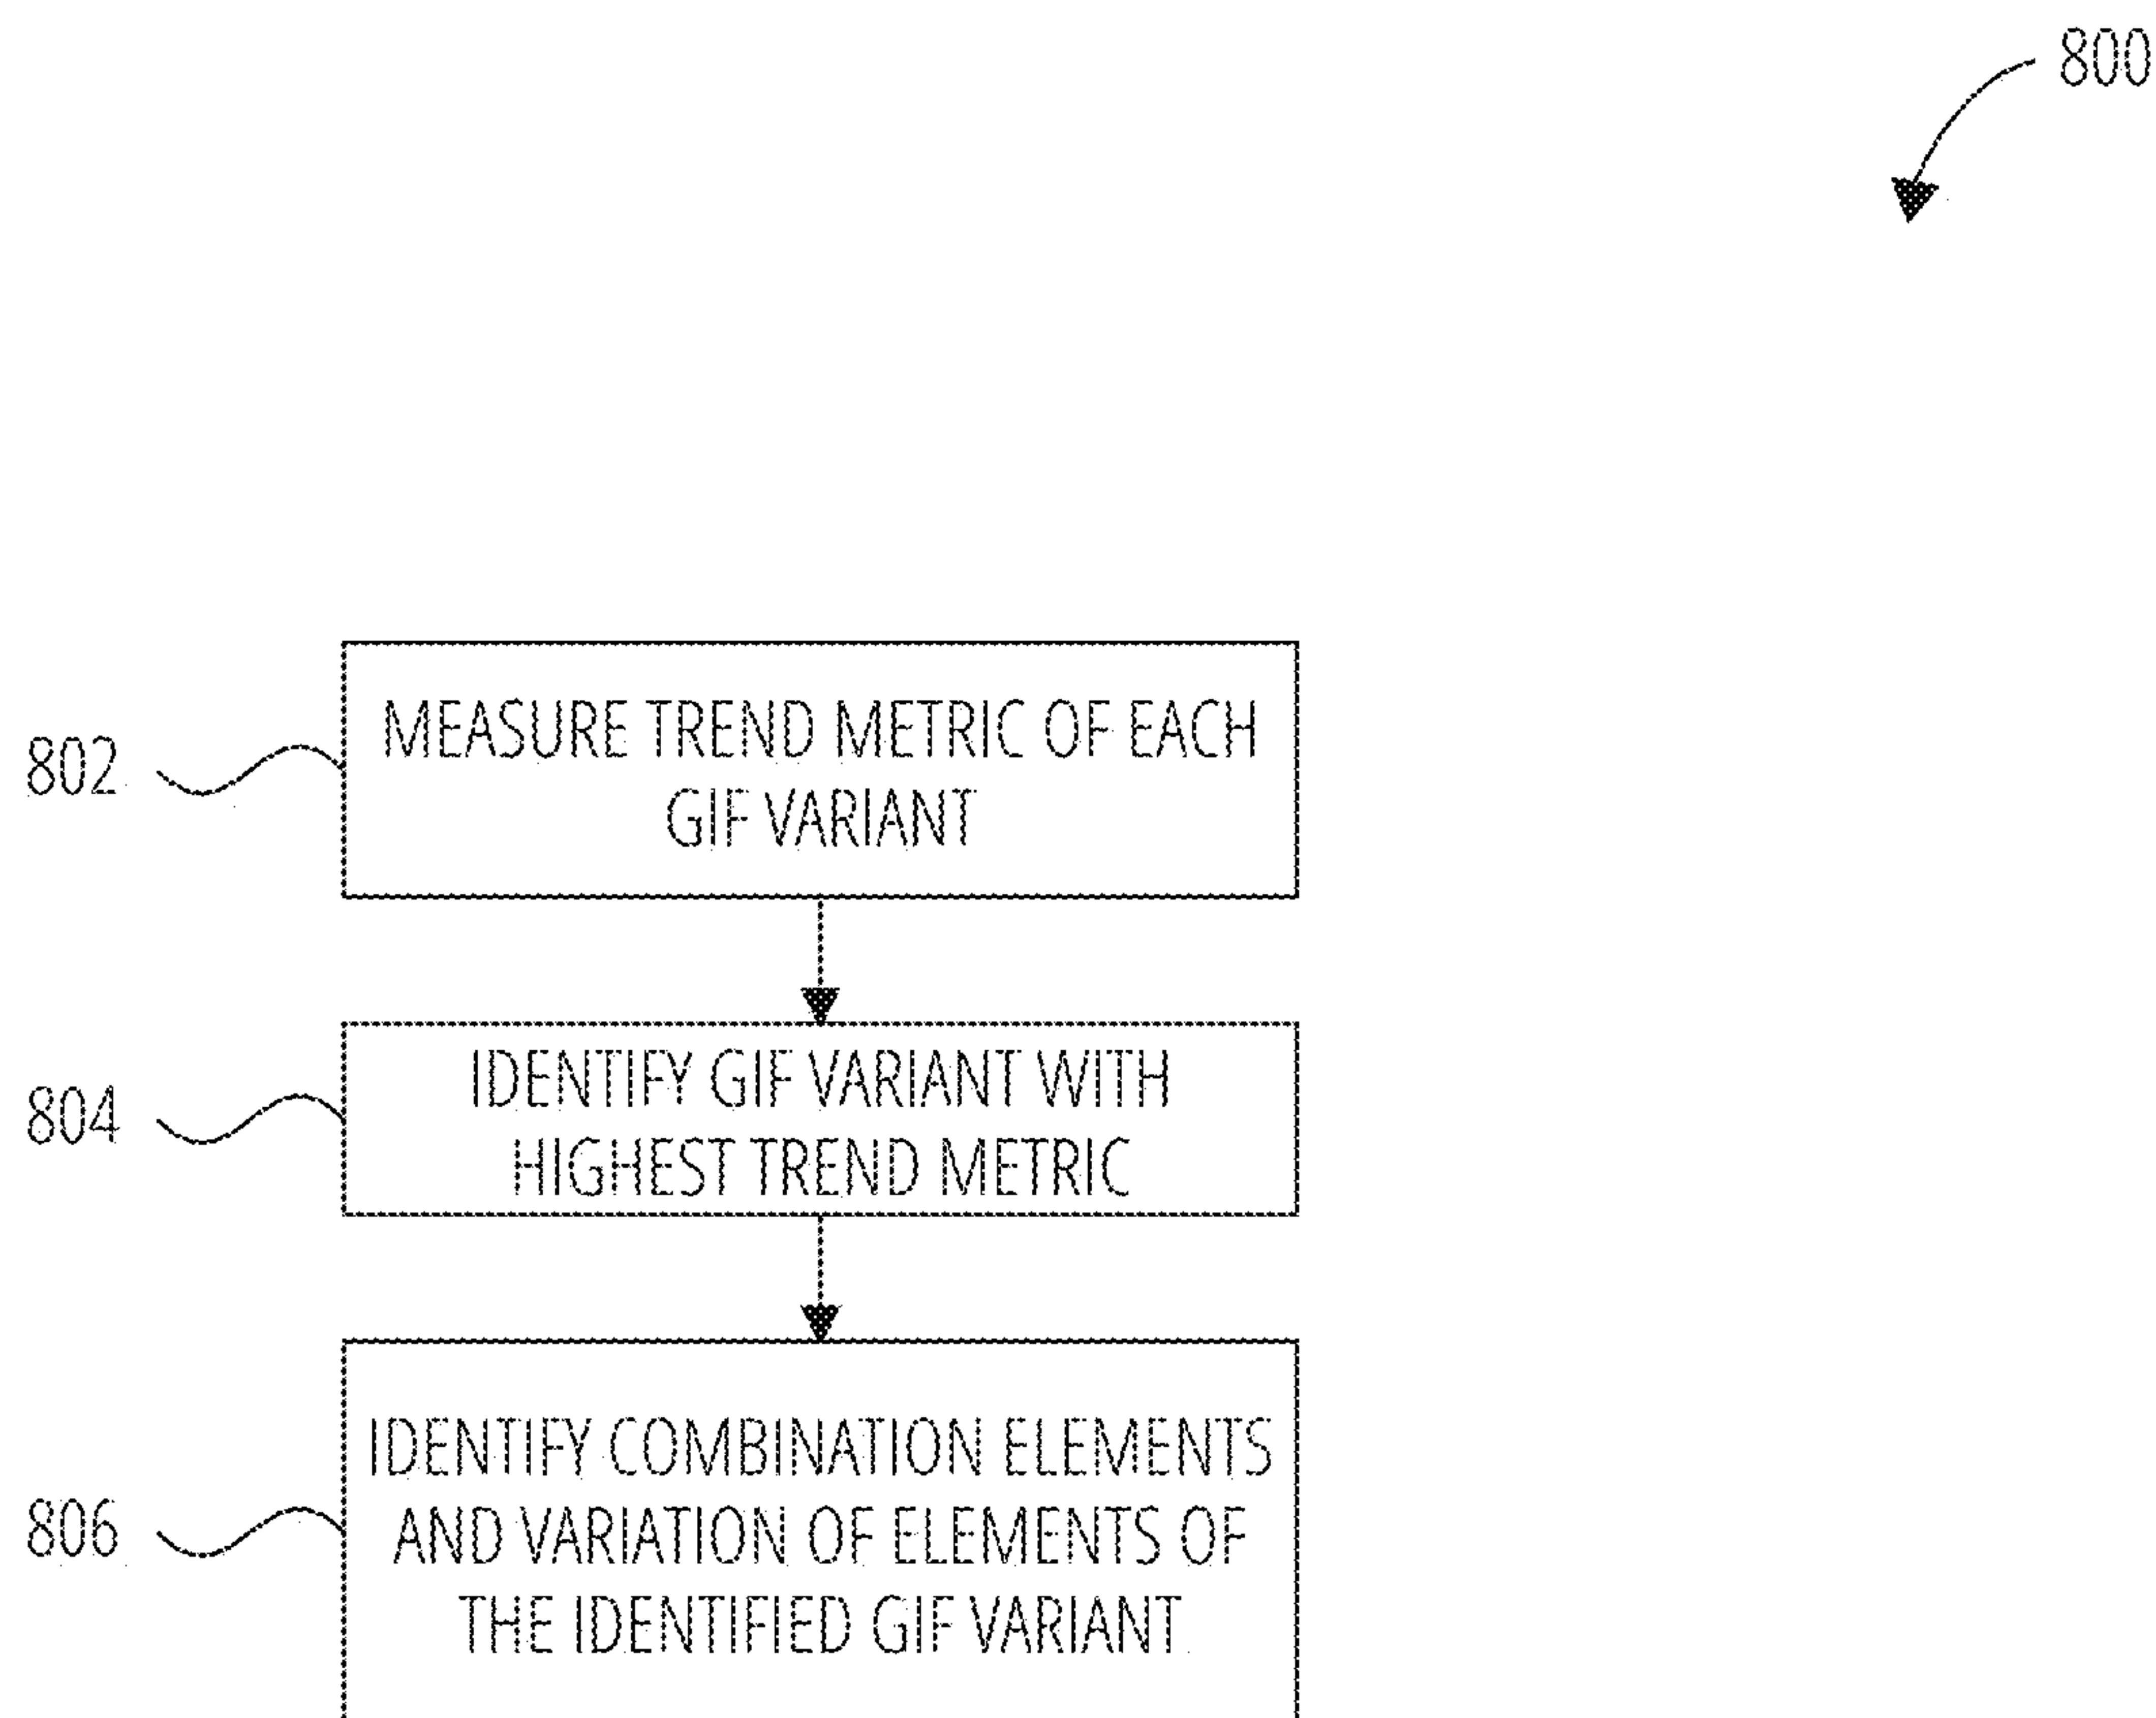 800
802
MEASURE TREND METRIC OF EACH
GIF VARIANT
804
IDENTIFY GIF VARIANT WITH
HIGHEST TREND METRIC
806
IDENTIFY COMBINATION ELEMENTS
AND VARIATION OF ELEMENTS OF
THE IDENTIFIED GIF VARIANT